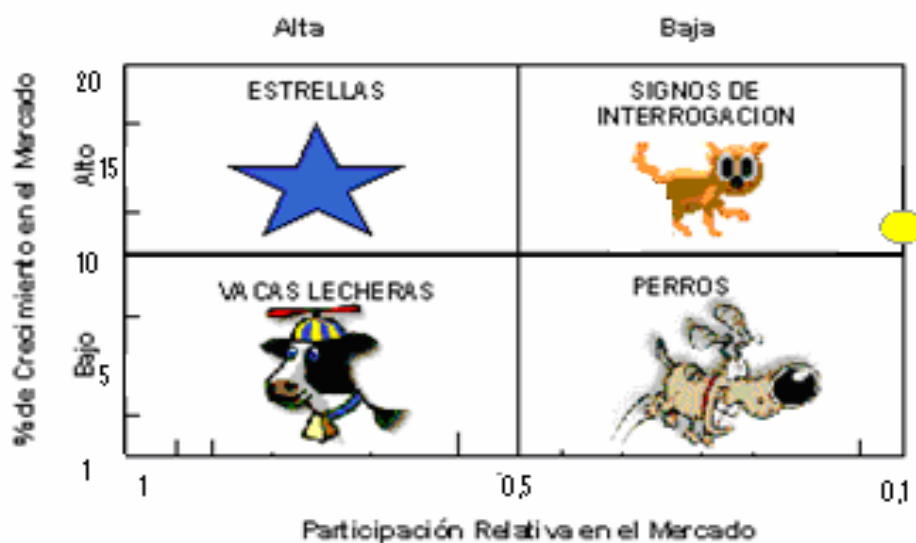 Alta
Baja
% de Crecimiento en el Mercado
Alto
Bajo
20
15
10
5
1
ESTRELLAS
SIGNOS DE
INTERROGACION
VACAS LECHERAS
PERROS
1
0,5
0,1
Participación Relativa en el Mercado